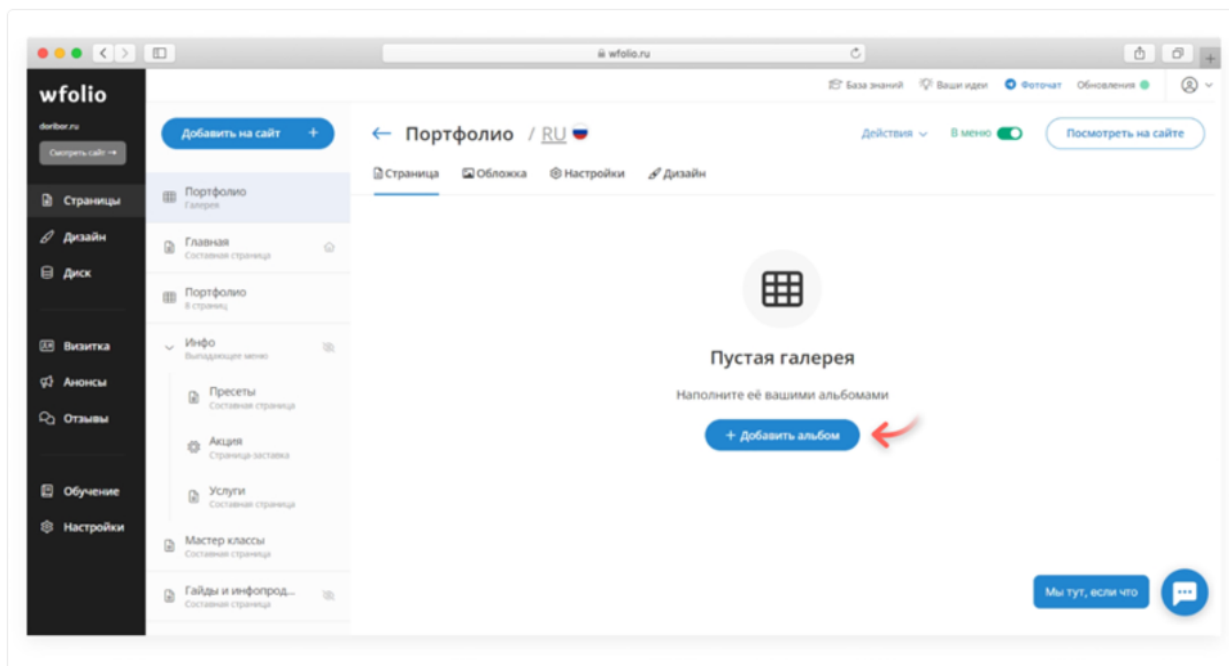 wfolio.ru
wfolio
База знаний
Ваши идеи
Фоточат
Обновления
doribor.ru
Смотреть сайт →
Страницы
Дизайн
Диск
Визитка
Анонсы
Отзывы
Обучение
Настройки
Добавить на сайт +
Портфолио
Галерея
Главная
Составная страница
Портфолио
8 страниц
Инфо
Выпадающее меню
Пресеты
Составная страница
Акция
Страница-заставка
Услуги
Составная страница
Мастер классы
Составная страница
Гайды и инфопрод...
Составная страница
← Портфолио / RU
Действия
В меню
Посмотреть на сайте
Страница
Обложка
Настройки
Дизайн
Пустая галерея
Наполните её вашими альбомами
+ Добавить альбом
Мы тут, если что